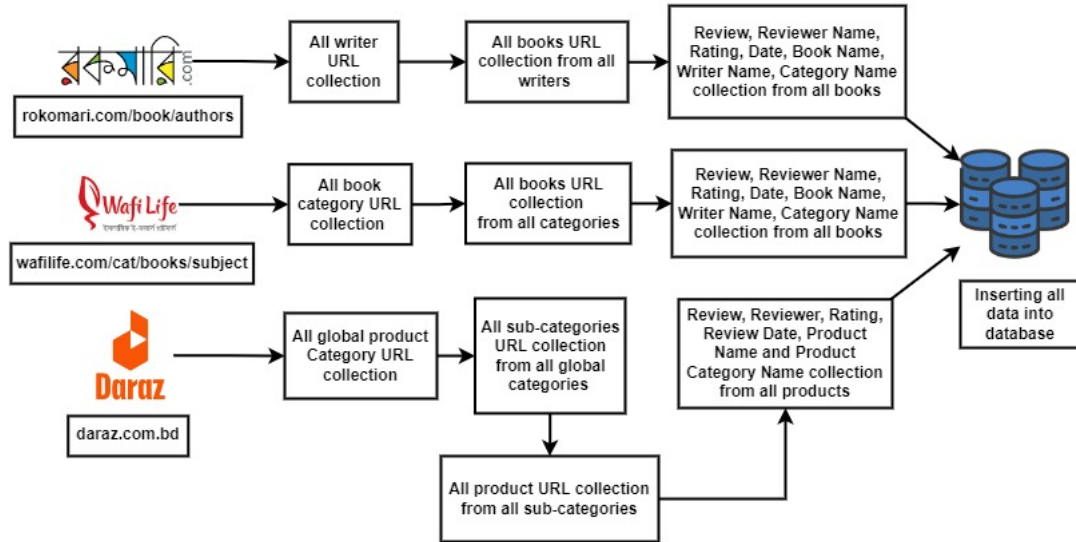 রকমারি
.com
rokomari.com/book/authors
All writer
URL
collection
All books URL
collection from all
writers
Review, Reviewer Name,
Rating, Date, Book Name,
Writer Name, Category Name
collection from all books
Wafi Life
ইসলামিক ই-কমার্স প্লাটফর্ম
wafilife.com/cat/books/subject
All book
category URL
collection
All books URL
collection
from all categories
Review, Reviewer Name,
Rating, Date, Book Name,
Writer Name, Category Name
collection from all books
Inserting all
data into
database
Daraz
daraz.com.bd
All global product
Category URL
collection
All sub-categories
URL collection
from all global
categories
Review, Reviewer, Rating,
Review Date, Product
Name and Product
Category Name collection
from all products
All product URL collection
from all sub-categories